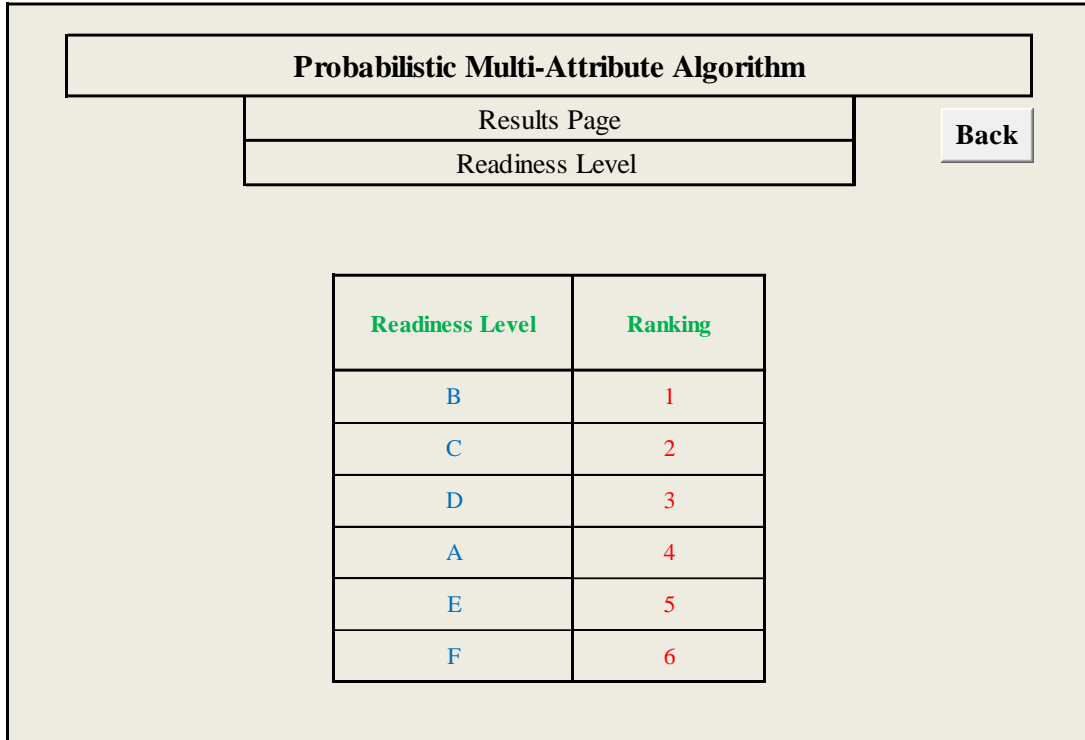 Probabilistic Multi-Attribute Algorithm
Results Page
Back
Readiness Level
Readiness Level Ranking
B 1
C 2
D 3
A 4
E 5
F 6